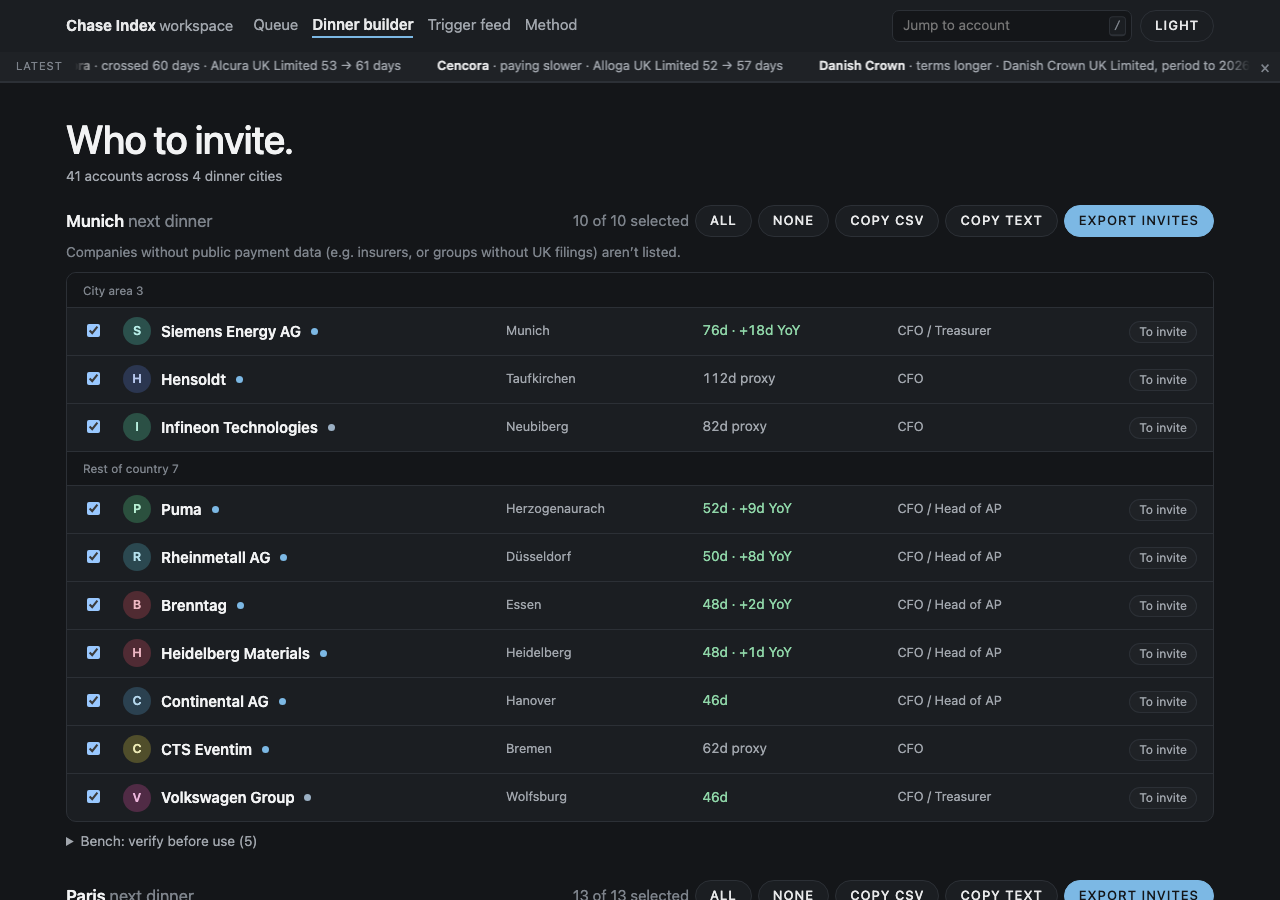 Chase Index workspace Queue Dinner builder Trigger feed Method Jump to account / LIGHT
LATEST ra · crossed 60 days · Alcura UK Limited 53 → 61 days Cencora · paying slower · Alloga UK Limited 52 → 57 days Danish Crown · terms longer · Danish Crown UK Limited, period to 2026 ×
Who to invite.
41 accounts across 4 dinner cities
Munich next dinner 10 of 10 selected ALL NONE COPY CSV COPY TEXT EXPORT INVITES
Companies without public payment data (e.g. insurers, or groups without UK filings) aren't listed.
City area 3
S Siemens Energy AG Munich 76d · +18d YoY CFO / Treasurer To invite
H Hensoldt Taufkirchen 112d proxy CFO To invite
I Infineon Technologies Neubiberg 82d proxy CFO To invite
Rest of country 7
P Puma Herzogenaurach 52d · +9d YoY CFO / Head of AP To invite
R Rheinmetall AG Düsseldorf 50d · +8d YoY CFO / Head of AP To invite
B Brenntag Essen 48d · +2d YoY CFO / Head of AP To invite
H Heidelberg Materials Heidelberg 48d · +1d YoY CFO / Head of AP To invite
C Continental AG Hanover 46d CFO / Head of AP To invite
C CTS Eventim Bremen 62d proxy CFO To invite
V Volkswagen Group Wolfsburg 46d CFO / Treasurer To invite
Bench: verify before use (5)
Paris next dinner 13 of 13 selected ALL NONE COPY CSV COPY TEXT EXPORT INVITES